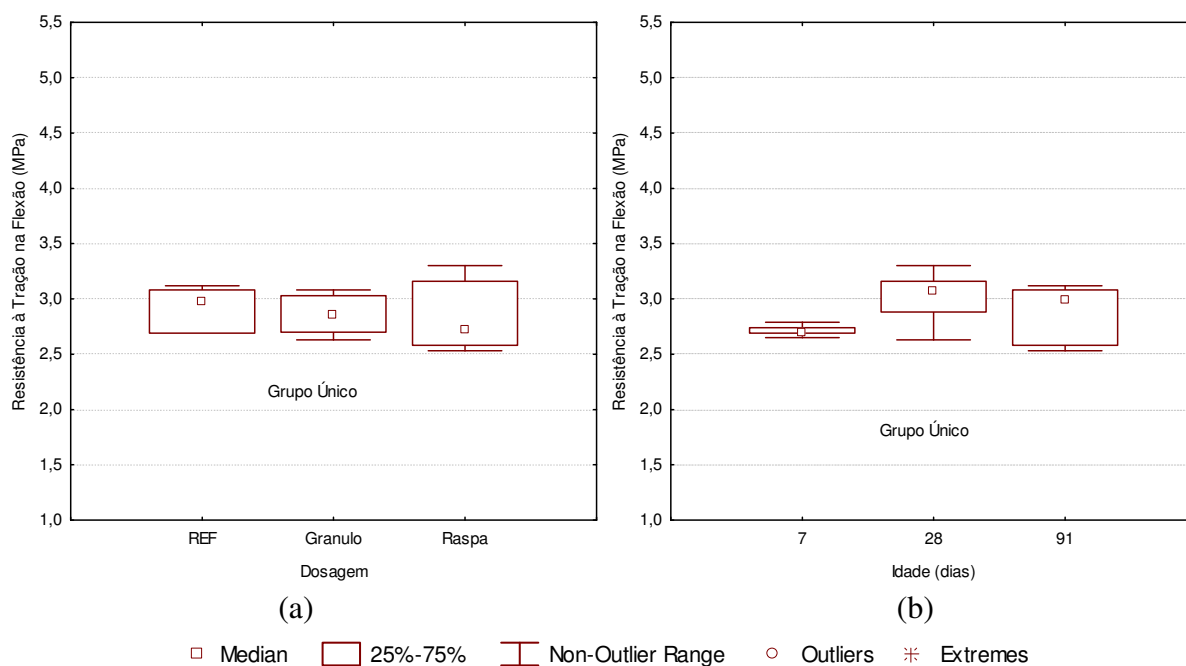 Resistência à Tração na Flexão (MPa)
5,5
5,0
4,5
4,0
3,5
3,0
2,5
2,0
1,5
1,0
Grupo Único
REF Granulo Raspa
Dosagem
(a)
Resistência à Tração na Flexão (MPa)
5,5
5,0
4,5
4,0
3,5
3,0
2,5
2,0
1,5
1,0
Grupo Único
7 28 91
Idade (dias)
(b)
Median 25%-75% Non-Outlier Range Outliers Extremes